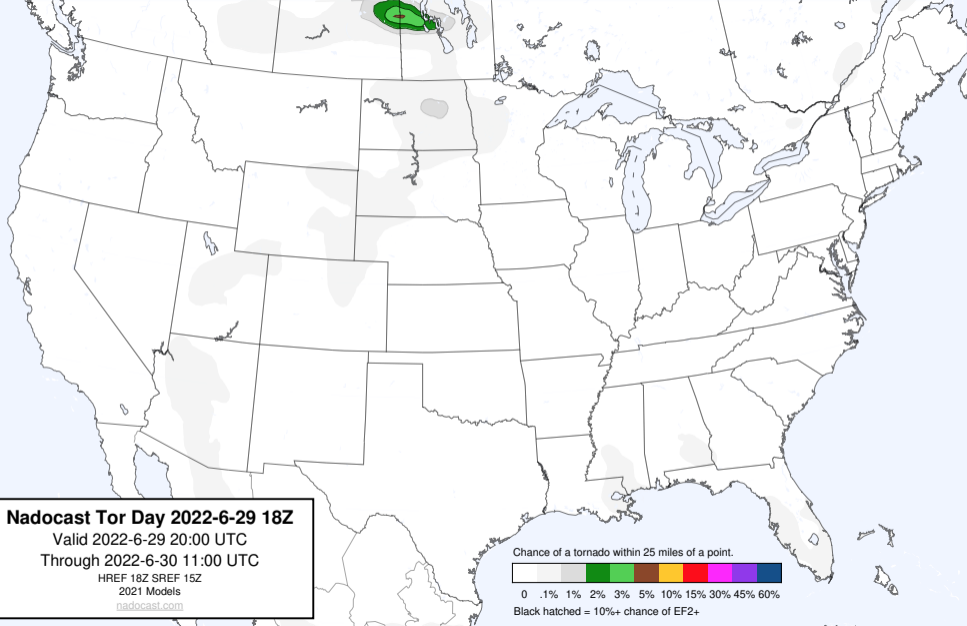 Nadocast Tor Day 2022-6-29 18Z
Valid 2022-6-29 20:00 UTC
Through 2022-6-30 11:00 UTC
HREF 18Z SREF 15Z
2021 Models
nadocast.com
Chance of a tornado within 25 miles of a point.
0 .1% 1% 2% 3% 5% 10% 15% 30% 45% 60%
Black hatched = 10%+ chance of EF2+